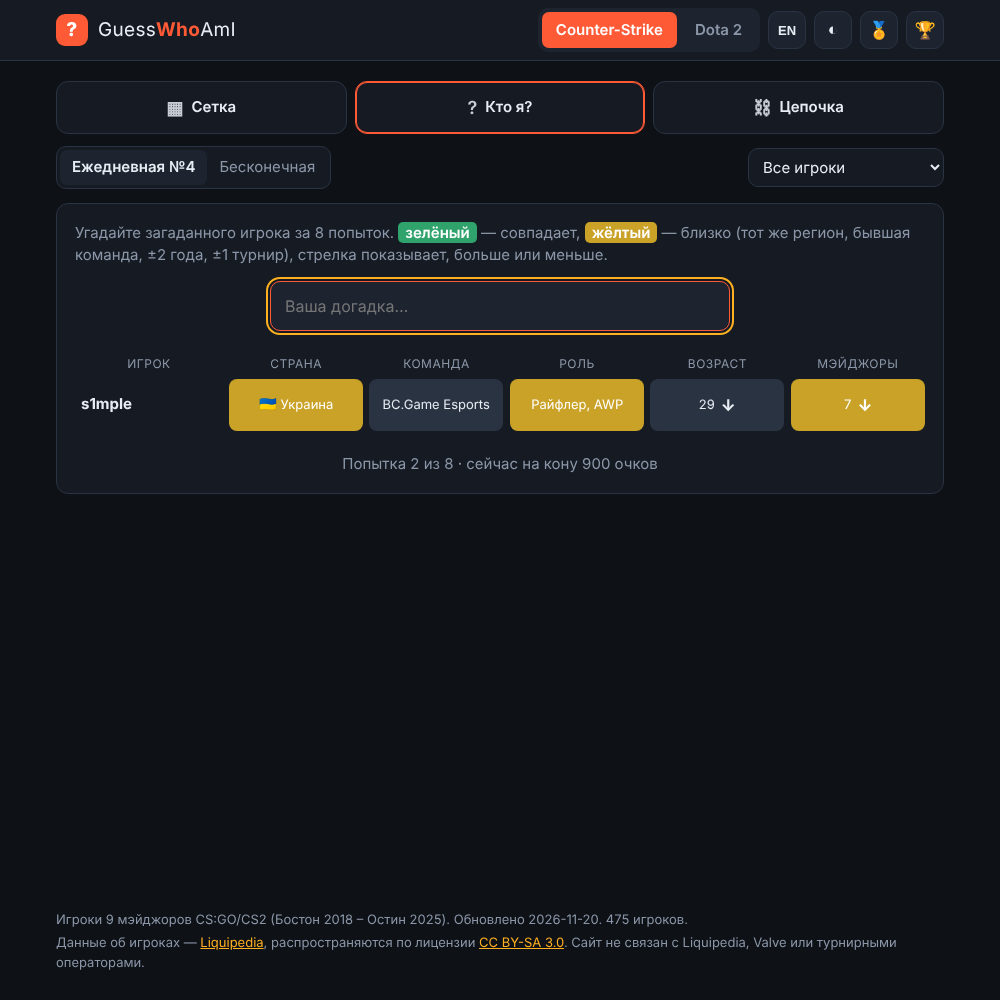 ? GuessWhoAmI
Counter-Strike
Dota 2
EN
Сетка
? Кто я?
Цепочка
Ежедневная №4
Бесконечная
Все игроки
Угадайте загаданного игрока за 8 попыток. зелёный — совпадает, жёлтый — близко (тот же регион, бывшая
команда, ±2 года, ±1 турнир), стрелка показывает, больше или меньше.
Ваша догадка...
ИГРОК СТРАНА КОМАНДА РОЛЬ ВОЗРАСТ МЭЙДЖОРЫ
s1mple 🇺🇦 Украина BC.Game Esports Райфлер, AWP 29 ↓ 7 ↓
Попытка 2 из 8 · сейчас на кону 900 очков
Игроки 9 мэйджоров CS:GO/CS2 (Бостон 2018 – Остин 2025). Обновлено 2026-11-20. 475 игроков.
Данные об игроках — Liquipedia, распространяются по лицензии CC BY-SA 3.0. Сайт не связан с Liquipedia, Valve или турнирными
операторами.